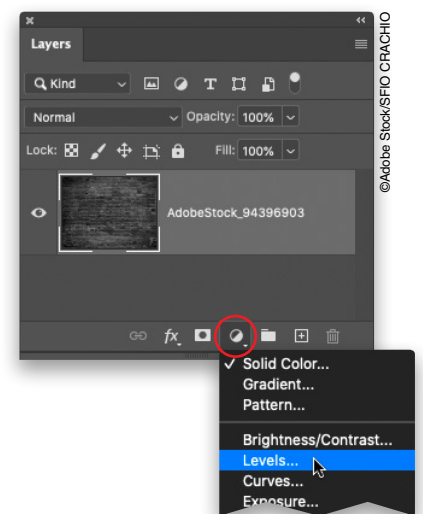 Layers
Kind
Normal
Opacity: 100%
Lock:
Fill: 100%
AdobeStock_94396903
fx
Solid Color...
Gradient...
Pattern...
Brightness/Contrast...
Levels...
Curves...
Exposure...
©Adobe Stock/SFIO CRACHIO